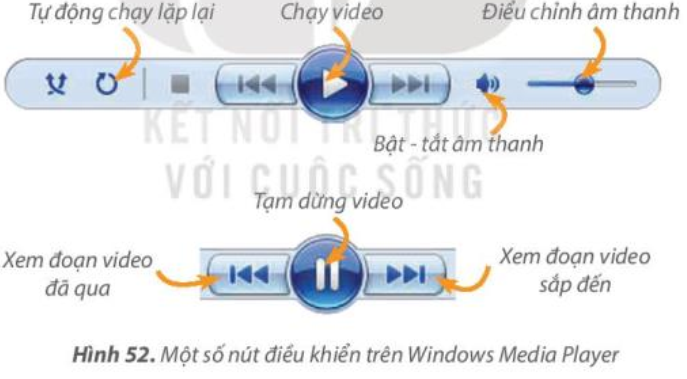 Tự động chạy lặp lại
Chạy video
Điều chỉnh âm thanh
KẾT NỐI TRI THỨC
Bật - tắt âm thanh
VỚI CUỘC SỐNG
Tạm dừng video
Xem đoạn video
đã qua
Xem đoạn video
sắp đến
Hình 52. Một số nút điều khiển trên Windows Media Player